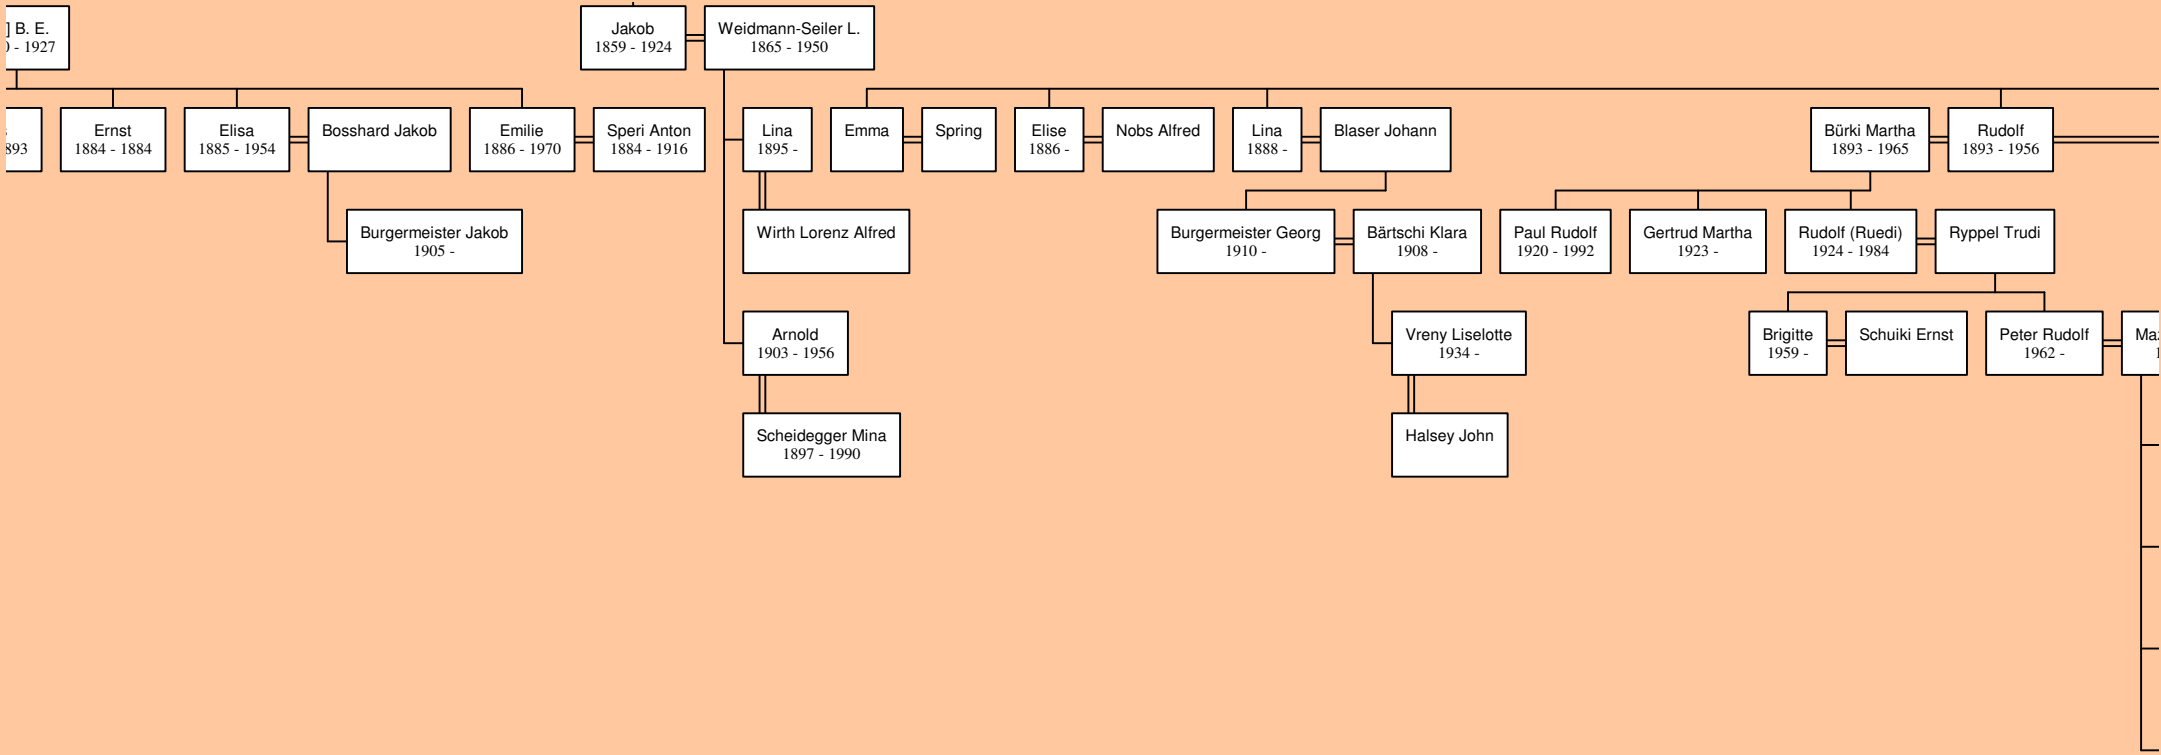 ] B. E.
- 1927
Jakob
1859 - 1924
Weidmann-Seiler L.
1865 - 1950
893
Ernst
1884 - 1884
Elisa
1885 - 1954
Bosshard Jakob
Emilie
1886 - 1970
Speri Anton
1884 - 1916
Lina
1895 -
Emma
Spring
Elise
1886 -
Nobs Alfred
Lina
1888 -
Blaser Johann
Bürki Martha
1893 - 1965
Rudolf
1893 - 1956
Burgermeister Jakob
1905 -
Wirth Lorenz Alfred
Burgermeister Georg
1910 -
Bärtschi Klara
1908 -
Paul Rudolf
1920 - 1992
Gertrud Martha
1923 -
Rudolf (Ruedi)
1924 - 1984
Ryppel Trudi
Arnold
1903 - 1956
Vreny Liselotte
1934 -
Brigitte
1959 -
Schuiki Ernst
Peter Rudolf
1962 -
Scheidegger Mina
1897 - 1990
Halsey John